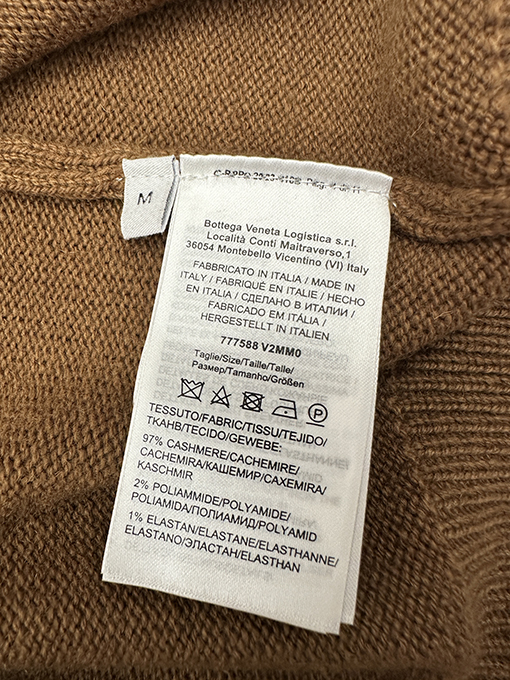 M
Bottega Veneta Logistica s.r.l.
Località Conti Maitraverso,1
36054 Montebello Vicentino (VI) Italy
FABBRICATO IN ITALIA / MADE IN
ITALY / FABRIQUÉ EN ITALIE / HECHO
EN ITALIA / СДЕЛАНО В ИТАЛИИ /
FABRICADO EM ITÁLIA /
HERGESTELLT IN ITALIEN
777588 V2MM0
Taglie/Size/Taille/Talle/
Размер/Tamanho/Größen
P
TESSUTO/FABRIC/TISSU/TEJIDO/
ТКАНЬ/TECIDO/GEWEBE:
97% CASHMERE/CACHEMIRE/
CACHEMIRA/КАШЕМИР/CAXEMIRA/
KASCHMIR
2% POLIAMMIDE/POLYAMIDE/
POLIAMIDA/ПОЛИАМИД/POLYAMID
1% ELASTAN/ELASTANE/ELASTHANNE/
ELASTANO/ЭЛАСТАН/ELASTHAN